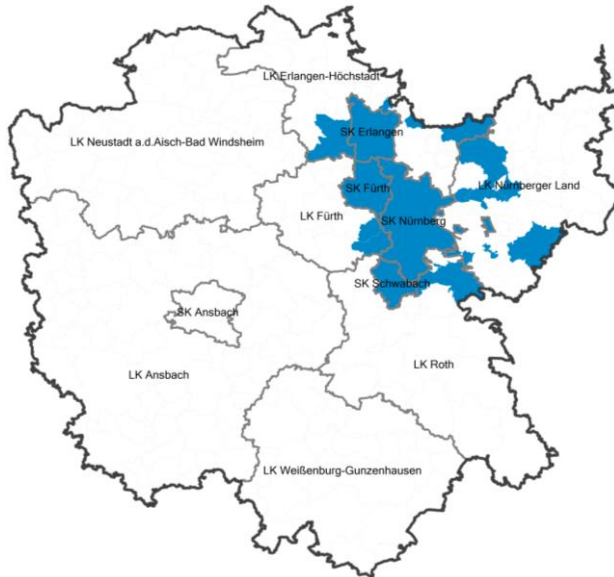 LK Erlangen-Höchstadt
SK Erlangen
LK Neustadt a.d.Aisch-Bad Windsheim
SK Fürth
LK Nürnberger Land
LK Fürth
SK Nürnberg
SK Schwabach
SK Ansbach
LK Ansbach
LK Roth
LK Weißenburg-Gunzenhausen